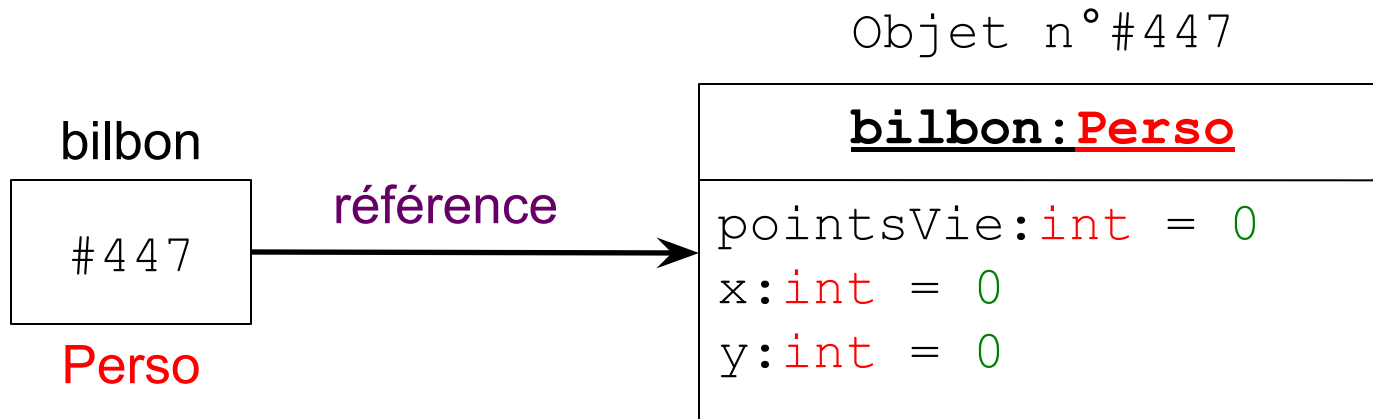 Objet n°#447
bilbon
#447
Perso
référence
bilbon:Perso
pointsVie:int = 0
x:int = 0
y:int = 0